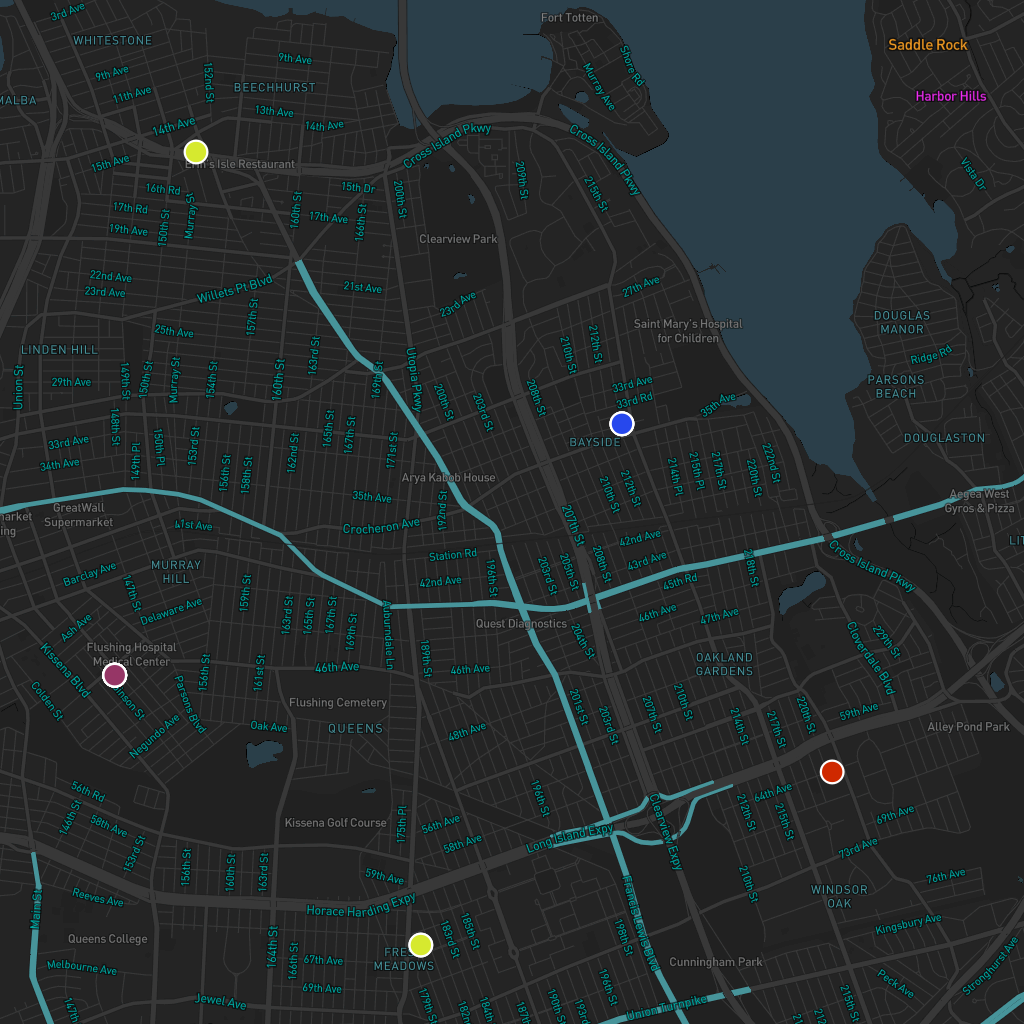 3rd Ave
Fort Totten
WHITESTONE
Saddle Rock
9th Ave
9th Ave
152nd St
Shore Rd
Murray Ave
BEECHHURST
Harbor Hills
11th Ave
MALBA
13th Ave
14th Ave
14th Ave
Cross Island Pkwy
Cross Island Pkwy
15th Ave
Erin's Isle Restaurant
Vista Dr
16th Rd
15th Dr
200th St
209th St
215th St
17th Rd
17th Ave
150th St
Murray St
160th St
166th St
19th Ave
Clearview Park
22nd Ave
23rd Ave
Willets Pt Blvd
21st Ave
27th Ave
23rd Ave
157th St
25th Ave
Saint Mary's Hospital
for Children
DOUGLAS
MANOR
LINDEN HILL
163rd St
210th St
212th St
Ridge Rd
Union St
29th Ave
149th St
150th St
Murray St
154th St
160th St
169th St
Utopia Pkwy
200th St
208th St
33rd Ave
33rd Rd
35th Ave
PARSONS
BEACH
203rd St
148th St
165th St
167th St
171st St
33rd Ave
149th Pl
150th Pl
153rd St
BAYSIDE
DOUGLASTON
34th Ave
156th St
158th St
162nd St
Arya Kabob House
210th St
212th St
214th Pl
215th Pl
217th St
220th St
222nd St
35th Ave
192nd St
Aegea West
Gyros & Pizza
GreatWall
Supermarket
41st Ave
Crocheron Ave
207th St
42nd Ave
43rd Ave
Station Rd
208th St
Cross Island Pkwy
Barclay Ave
MURRAY
HILL
147th St
159th St
42nd Ave
196th St
203rd St
205th St
45th Rd
218th St
Delaware Ave
163rd St
165th St
167th St
169th St
Auburndale Ln
46th Ave
47th Ave
Ash Ave
Quest Diagnostics
204th St
Flushing Hospital
Medical Center
Kissena Blvd
156th St
161st St
46th Ave
189th St
46th Ave
OAKLAND
GARDENS
229th St
Cloverdale Blvd
Colden St
Parsons Blvd
Flushing Cemetery
201st St
203rd St
207th St
210th St
214th St
217th St
220th St
59th Ave
Negundo Ave
Oak Ave
QUEENS
48th Ave
Alley Pond Park
56th Rd
146th St
196th St
212th St
64th Ave
58th Ave
Kissena Golf Course
175th Pl
56th Ave
58th Ave
Long Island Expy
Clearview Expy
215th St
69th Ave
153rd St
156th St
160th St
163rd St
59th Ave
73rd Ave
76th Ave
Reeves Ave
Horace Harding Expy
210th St
WINDSOR
OAK
Main St
Queens College
164th St
166th St
67th Ave
183rd St
185th St
198th St
Kingsbury Ave
MEADOWS
Cunningham Park
Stronghurst Ave
Melbourne Ave
69th Ave
196th St
Peck Ave
Jewel Ave
Union Turnpike
147th
179th St
190th St
215th St